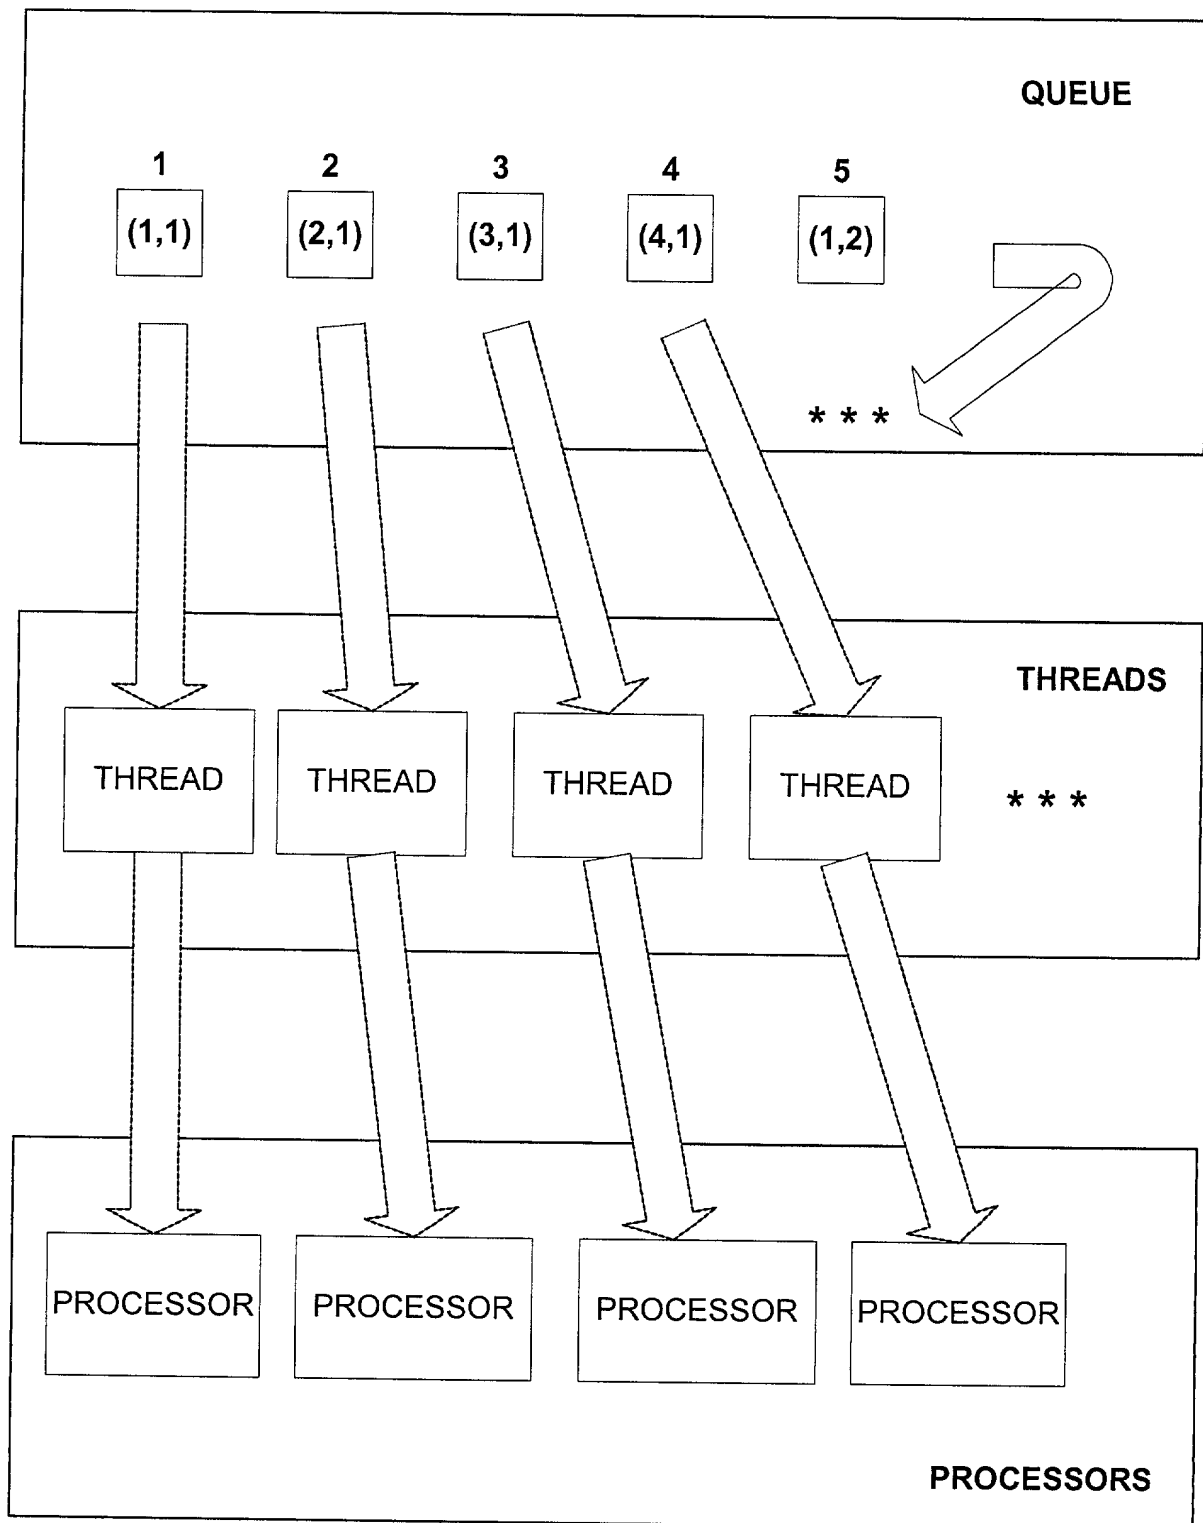 QUEUE
1 2 3 4 5
(1,1) (2,1) (3,1) (4,1) (1,2)
* * *
THREADS
THREAD THREAD THREAD THREAD
* * *
PROCESSOR PROCESSOR PROCESSOR PROCESSOR
PROCESSORS